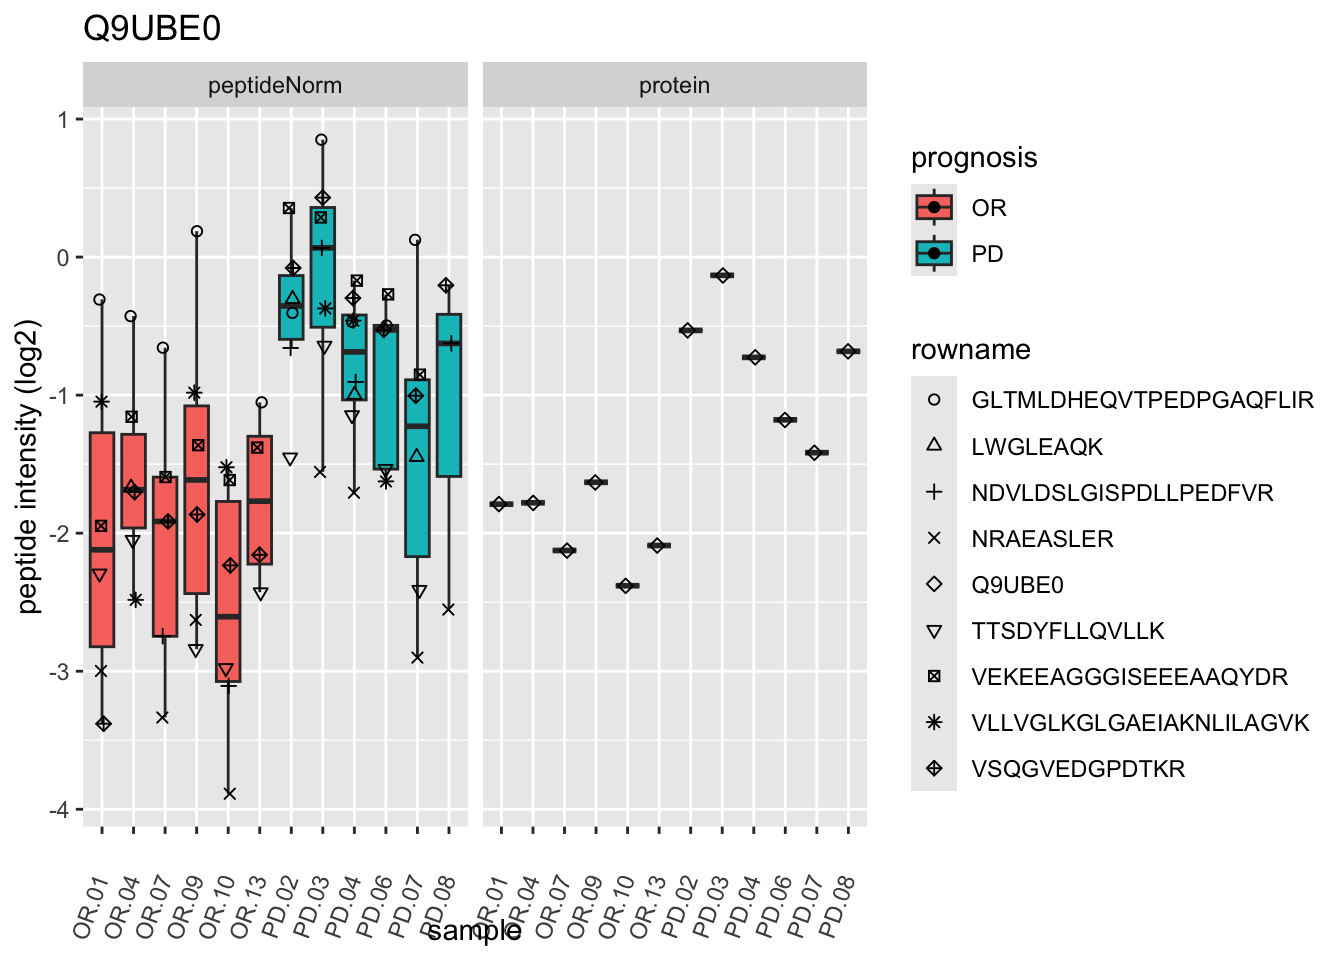 Q9UBE0
peptideNorm
protein
1
0
-1
-2
-3
-4
peptide intensity (log2)
OR.01 OR.04 OR.07 OR.09 OR.10 OR.13 PD.02 PD.03 PD.04 PD.06 PD.07 PD.08
OR.01 OR.04 OR.07 OR.09 OR.10 OR.13 PD.02 PD.03 PD.04 PD.06 PD.07 PD.08
sample
prognosis
OR
PD
rowname
GLTMLDHEQVTPEDPGAQFLIR
LWGLEAQK
NDVLDSLGISPDLLPEDFVR
NRAEASLER
Q9UBE0
TTSDYFLLQVLLK
VEKEEAGGGISEEEAAQYDR
VLLVGLKGLGAEIAKNLILAGVK
VSQGVEDGPDTKR